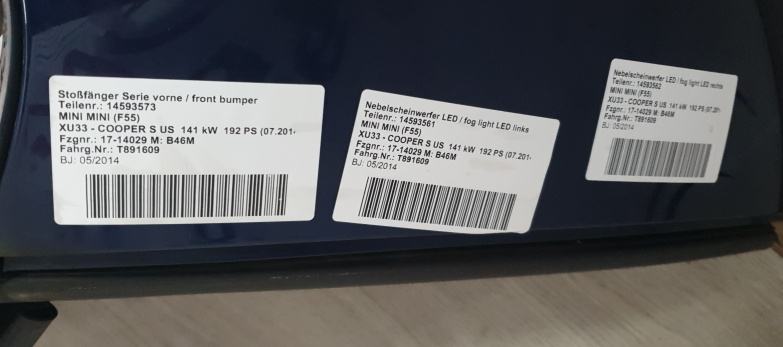 Stoßfänger Serie vorne / front bumper
Teilenr.: 14593573
MINI MINI (F55)
XU33 - COOPER S US 141 kW 192 PS (07.201-
Fzgnr.: 17-14029 M: B46M
Fahrg.Nr.: T891609
BJ: 05/2014
Nebelscheinwerfer LED / fog light LED links
Teilenr.: 14593561
MINI MINI (F55)
XU33 - COOPER S US 141 kW 192 PS (07.201-
Fzgnr.: 17-14029 M: B46M
Fahrg.Nr.: T891609
BJ: 05/2014
Nebelscheinwerfer LED / fog light LED rechts
Teilenr.: 14593562
MINI MINI (F55)
XU33 - COOPER S US 141 kW 192 PS (07.201-
Fzgnr.: 17-14029 M: B46M
Fahrg.Nr.: T891609
BJ: 05/2014